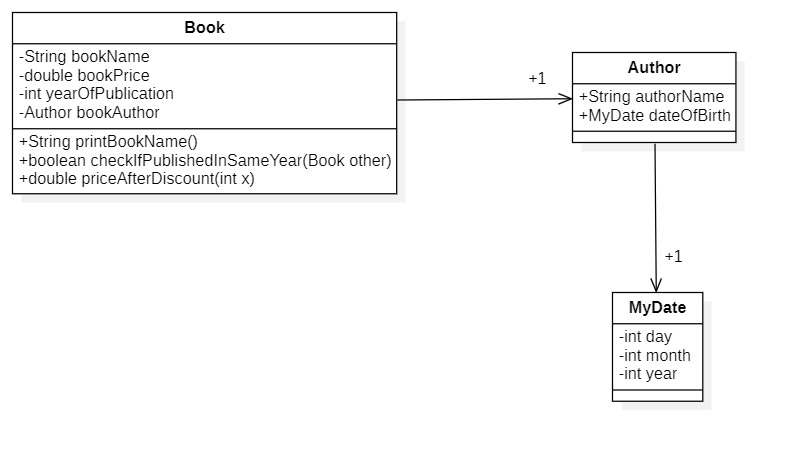 Book
-String bookName
-double bookPrice
-int yearOfPublication
-Author bookAuthor
+String printBookName()
+boolean checkIfPublishedInSameYear(Book other)
+double priceAfterDiscount(int x)
+1
Author
+String authorName
+MyDate dateOfBirth
+1
MyDate
-int day
-int month
-int year